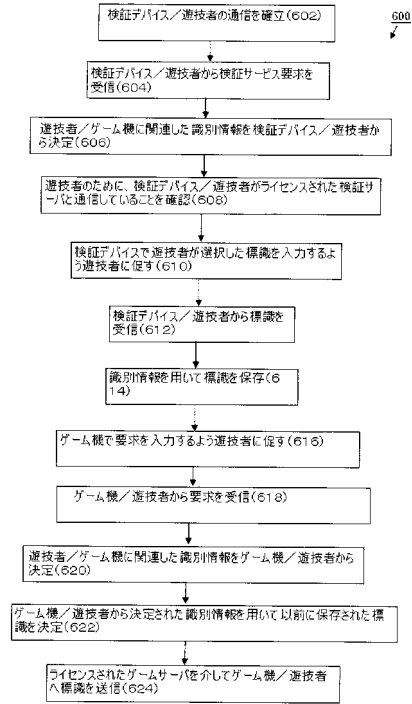 600
検証デバイス／遊技者の通信を確立(602)
検証デバイス／遊技者から検証サービス要求を
受信(604)
遊技者／ゲーム機に関連した識別情報を検証デバイス／遊技者か
ら決定(606)
遊技者のために、検証デバイス／遊技者がライセンスされた検証サ
ーバと通信していることを確認(608)
検証デバイスで遊技者が選択した標識を入力するよ
う遊技者に促す(610)
検証デバイス／遊技者から標識を
受信(612)
識別情報を用いて標識を保存(6
14)
ゲーム機で要求を入力するよう遊技者に促す(616)
ゲーム機／遊技者から要求を受信(618)
遊技者／ゲーム機に関連した識別情報をゲーム機／遊技者から
決定(620)
ゲーム機／遊技者から決定された識別情報を用いて以前に保存された標
識を決定(622)
ライセンスされたゲームサーバを介してゲーム機／遊技者
へ標識を送信(624)